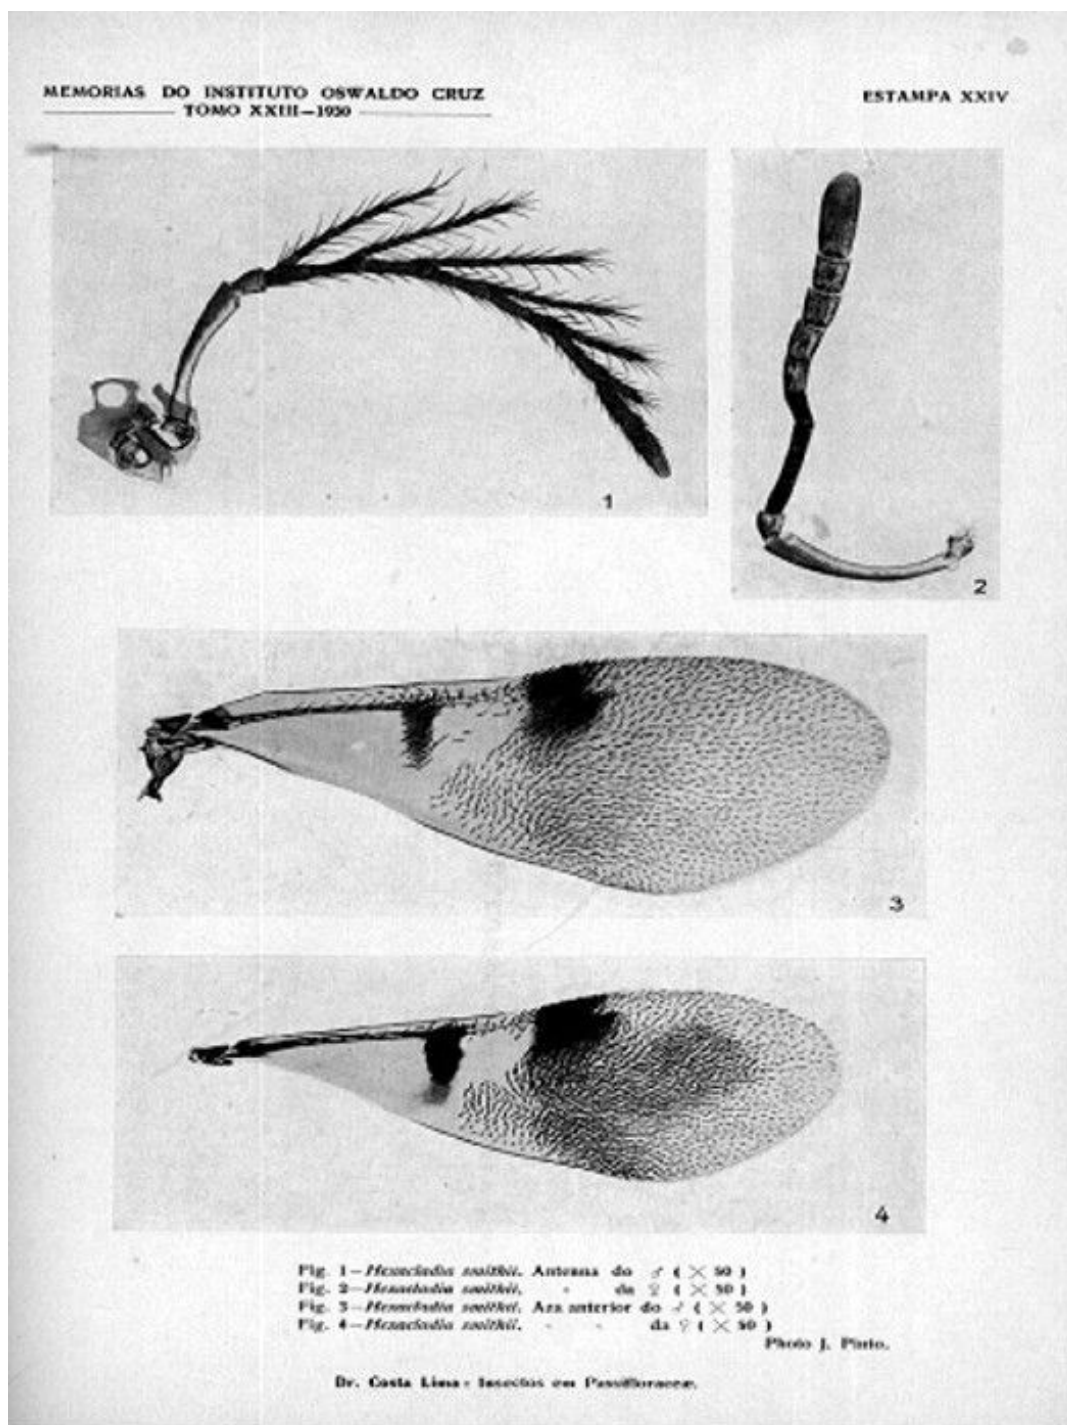 MEMORIAS DO INSTITUTO OSWALDO CRUZ
TOMO XXIII—1930
ESTAMPA XXIV
1
2
3
4
Fig. 1—Hexacladia smithii. Antenna do ♂ ( × 50 )
Fig. 2—Hexacladia smithii. " da ♀ ( × 50 )
Fig. 3—Hexacladia smithii. Aza anterior do ♂ ( × 50 )
Fig. 4—Hexacladia smithii. " " da ♀ ( × 50 )
Photo J. Pinto.
Dr. Costa Lima: Insectos em Passifloraceæ.